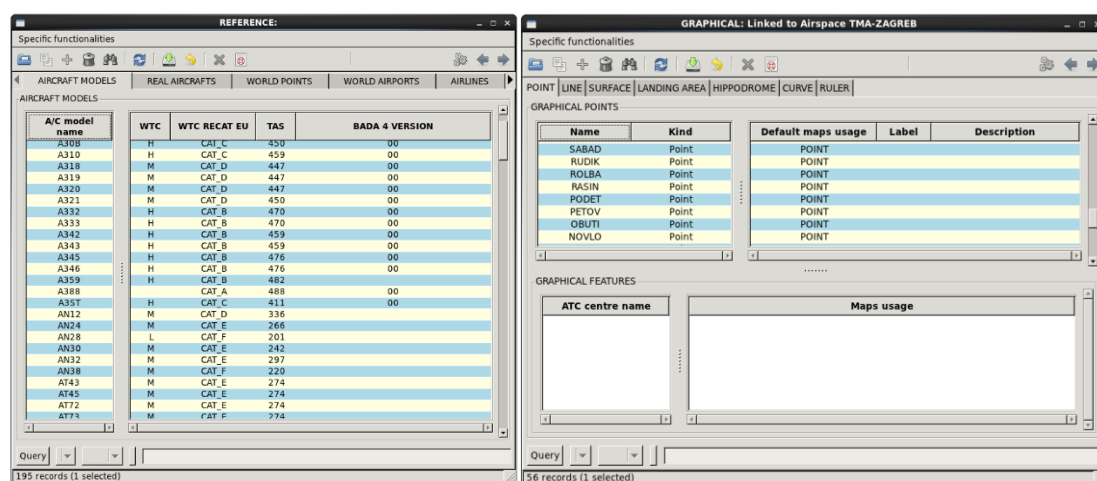 REFERENCE:
Specific functionalities
AIRCRAFT MODELS REAL AIRCRAFTS WORLD POINTS WORLD AIRPORTS AIRLINES
AIRCRAFT MODELS
A/C model name WTC WTC RECAT EU TAS BADA 4 VERSION
A30B H CAT_C 450 00
A310 H CAT_C 459 00
A318 M CAT_D 447 00
A319 M CAT_D 447 00
A320 M CAT_D 447 00
A321 M CAT_D 450 00
A332 H CAT_B 470 00
A333 H CAT_B 470 00
A342 H CAT_B 459 00
A343 H CAT_B 459 00
A345 H CAT_B 476 00
A346 H CAT_B 476 00
A359 H CAT_B 482
A388 CAT_A 488 00
A3ST H CAT_C 411 00
AN12 M CAT_D 336
AN24 M CAT_E 266
AN28 L CAT_F 201
AN30 M CAT_E 242
AN32 M CAT_E 297
AN38 M CAT_F 220
AT43 M CAT_E 274
AT45 M CAT_E 274
AT72 M CAT_E 274
AT73 M CAT_E 274
Query
195 records (1 selected)
GRAPHICAL: Linked to Airspace TMA-ZAGREB
Specific functionalities
POINT LINE SURFACE LANDING AREA HIPPODROME CURVE RULER
GRAPHICAL POINTS
Name Kind Default maps usage Label Description
SABAD Point POINT
RUDIK Point POINT
ROLBA Point POINT
RASIN Point POINT
PODET Point POINT
PETOV Point POINT
OBUTI Point POINT
NOVLO Point POINT
GRAPHICAL FEATURES
ATC centre name Maps usage
Query
56 records (1 selected)